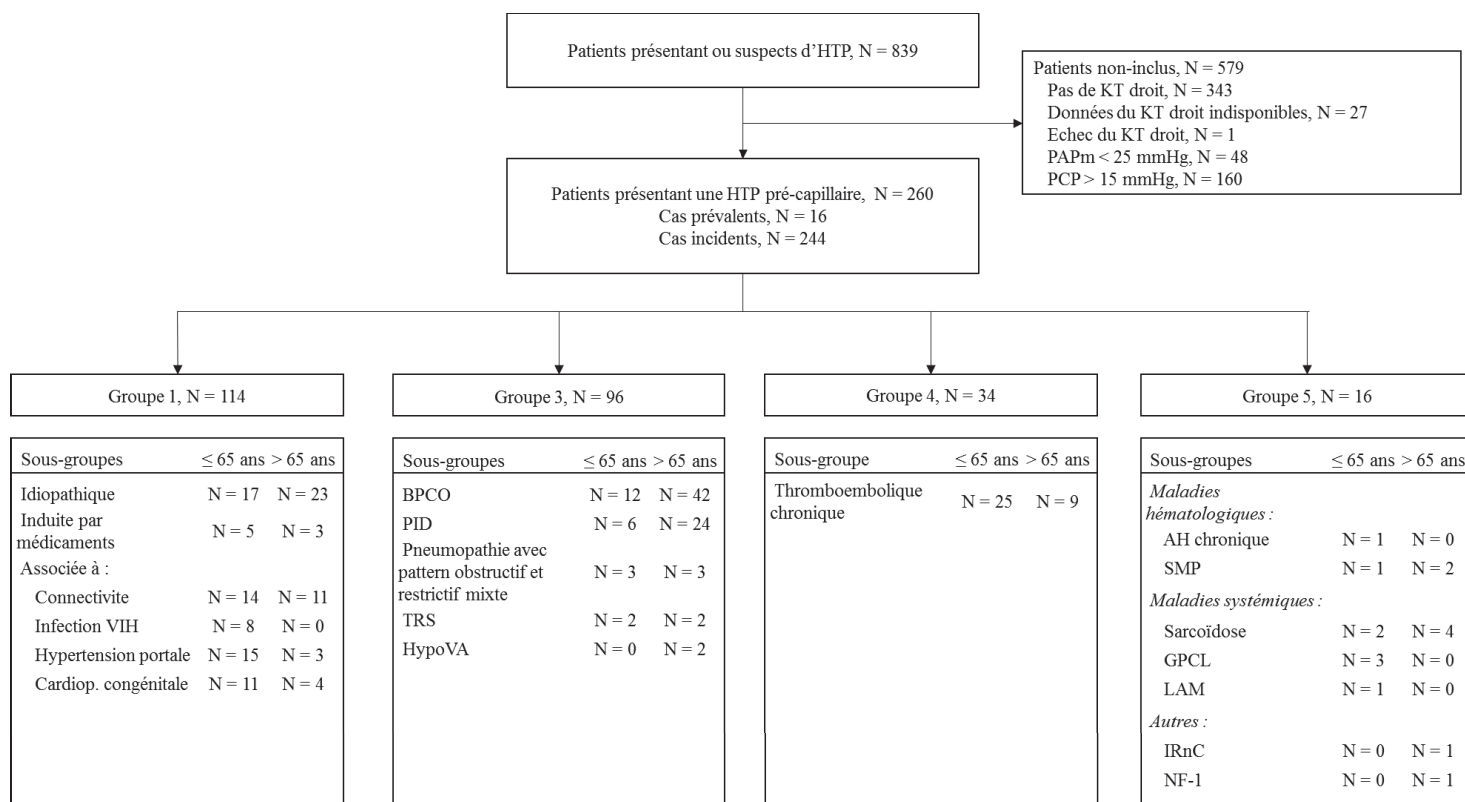 Patients présentant ou suspects d’HTP, N = 839
Patients non-inclus, N = 579
Pas de KT droit, N = 343
Données du KT droit indisponibles, N = 27
Echec du KT droit, N = 1
PAPm < 25 mmHg, N = 48
PCP > 15 mmHg, N = 160
Patients présentant une HTP pré-capillaire, N = 260
Cas prévalents, N = 16
Cas incidents, N = 244
Groupe 1, N = 114
Sous-groupes ≤ 65 ans > 65 ans
Idiopathique N = 17 N = 23
Induite par
médicaments N = 5 N = 3
Associée à :
Connectivite N = 14 N = 11
Infection VIH N = 8 N = 0
Hypertension portale N = 15 N = 3
Cardiop. congénitale N = 11 N = 4
Groupe 3, N = 96
Sous-groupes ≤ 65 ans > 65 ans
BPCO N = 12 N = 42
PID N = 6 N = 24
Pneumopathie avec
pattern obstructif et N = 3 N = 3
restrictif mixte
TRS N = 2 N = 2
HypoVA N = 0 N = 2
Groupe 4, N = 34
Sous-groupe ≤ 65 ans > 65 ans
Thromboembolique
chronique N = 25 N = 9
Groupe 5, N = 16
Sous-groupes ≤ 65 ans > 65 ans
Maladies
hématologiques :
AH chronique N = 1 N = 0
SMP N = 1 N = 2
Maladies systémiques :
Sarcoïdose N = 2 N = 4
GPCL N = 3 N = 0
LAM N = 1 N = 0
Autres :
IRnC N = 0 N = 1
NF-1 N = 0 N = 1